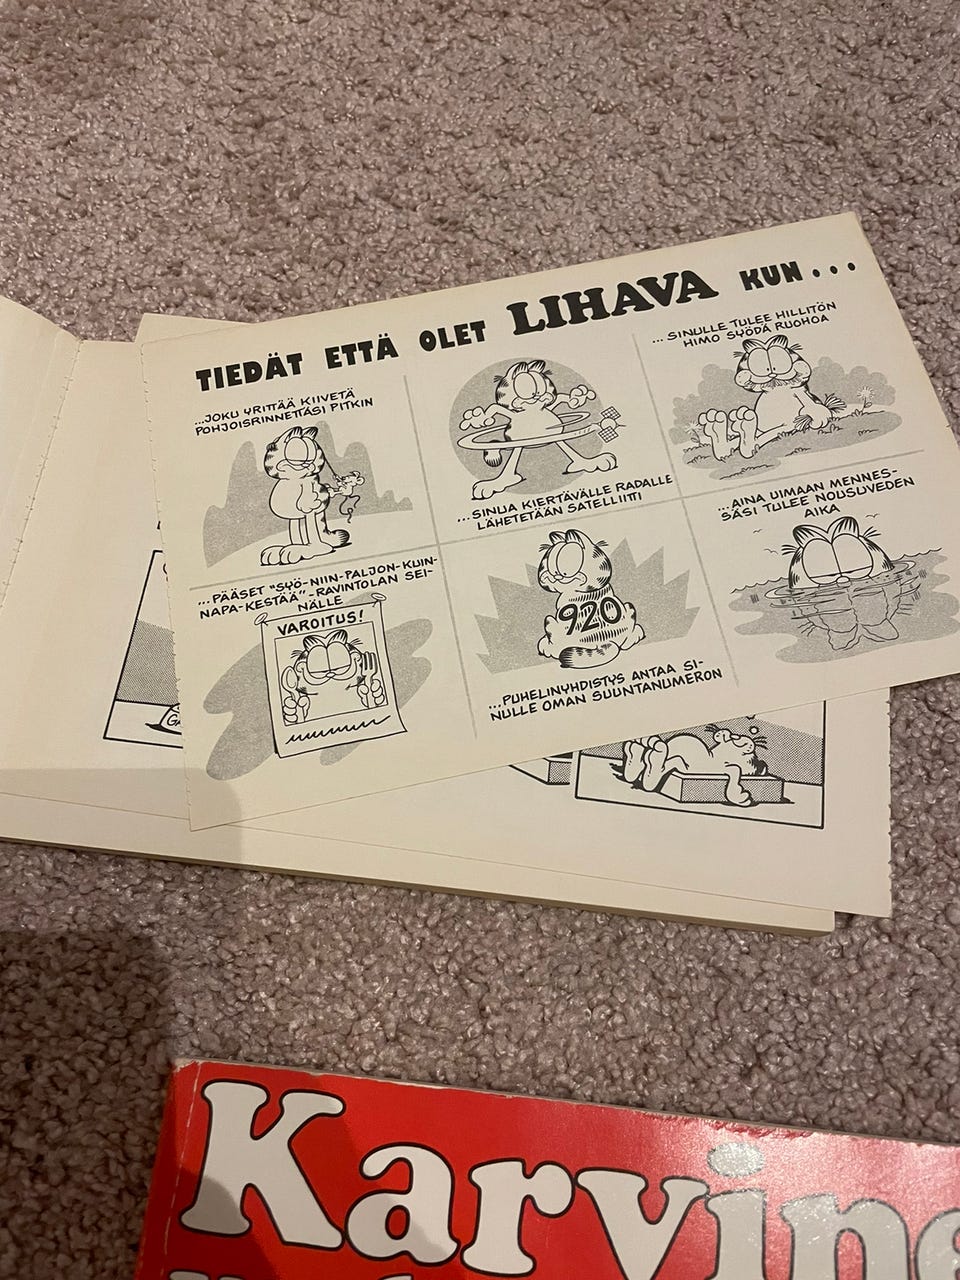 TIEDÄT ETTÄ OLET LIHAVA KUN...
...JOKU YRITTÄÄ KIIVETÄ
POHJOISRINNETTÄSI PITKIN
...SINUA KIERTÄVÄLLE RADALLE
LÄHETETÄÄN SATELLIITI
...SINULLE TULEE HILLITÖN
HIMO SYÖDÄ RUOHOA
...PÄÄSET "SYÖ-NIIN-PALJON-KUIN-
NAPA-KESTÄÄ"-RAVINTOLAN SEI-
NÄLLE
VAROITUS!
920
...PUHELINYHDISTYS ANTAA SI-
NULLE OMAN SUUNTANUMERON
...AINA UIMAAN MENNES-
SÄSI TULEE NOUSUVEDEN
AIKA
GA
Karvine